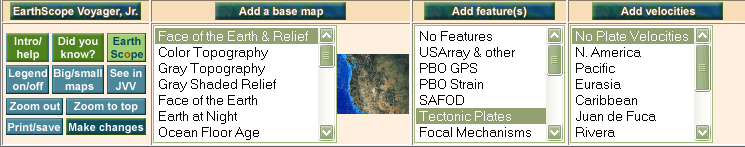 EarthScope Voyager, Jr.
Intro/
help
Did you
know?
Earth
Scope
Legend
on/off
Big/small
maps
See in
JVV
Zoom out
Zoom to top
Print/save
Make changes
Add a base map
Face of the Earth & Relief
Color Topography
Gray Topography
Gray Shaded Relief
Face of the Earth
Earth at Night
Ocean Floor Age
Add feature(s)
No Features
USArray & other
PBO GPS
PBO Strain
SAFOD
Tectonic Plates
Focal Mechanisms
Add velocities
No Plate Velocities
N. America
Pacific
Eurasia
Caribbean
Juan de Fuca
Rivera